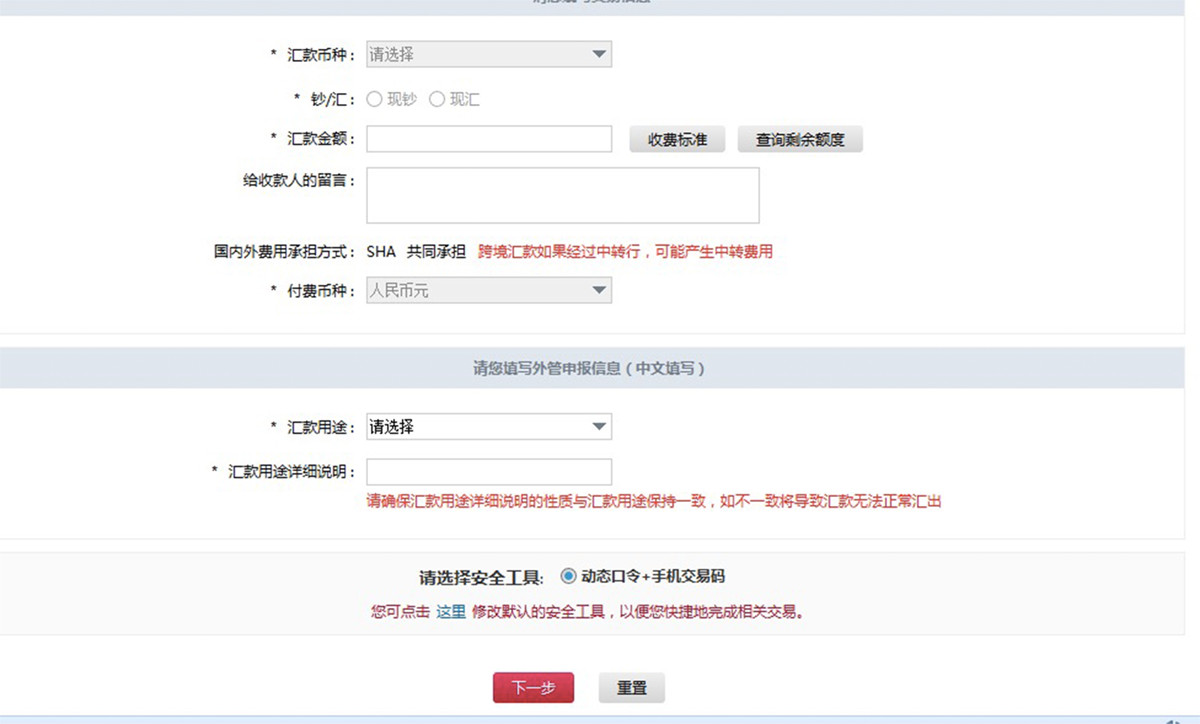 * 汇款币种： 请选择
* 钞/汇： 现钞 现汇
* 汇款金额： 收费标准 查询剩余额度
给收款人的留言：
国内外费用承担方式： SHA 共同承担 跨境汇款如果经过中转行，可能产生中转费用
* 付费币种： 人民币元
请您填写外管申报信息（中文填写）
* 汇款用途： 请选择
* 汇款用途详细说明：
请确保汇款用途详细说明的性质与汇款用途保持一致，如不一致将导致汇款无法正常汇出
请选择安全工具: 动态口令+手机交易码
您可点击 这里 修改默认的安全工具，以便您快捷地完成相关交易。
下一步 重置